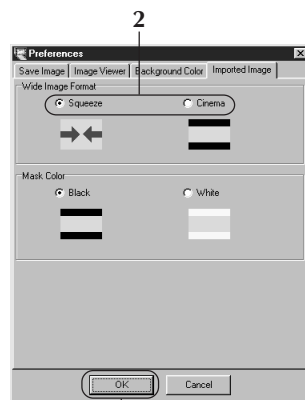 2
Preferences
Save Image Image Viewer Background Color Imported Image
Wide Image Format
Squeeze Cinema
Mask Color
Black White
OK Cancel